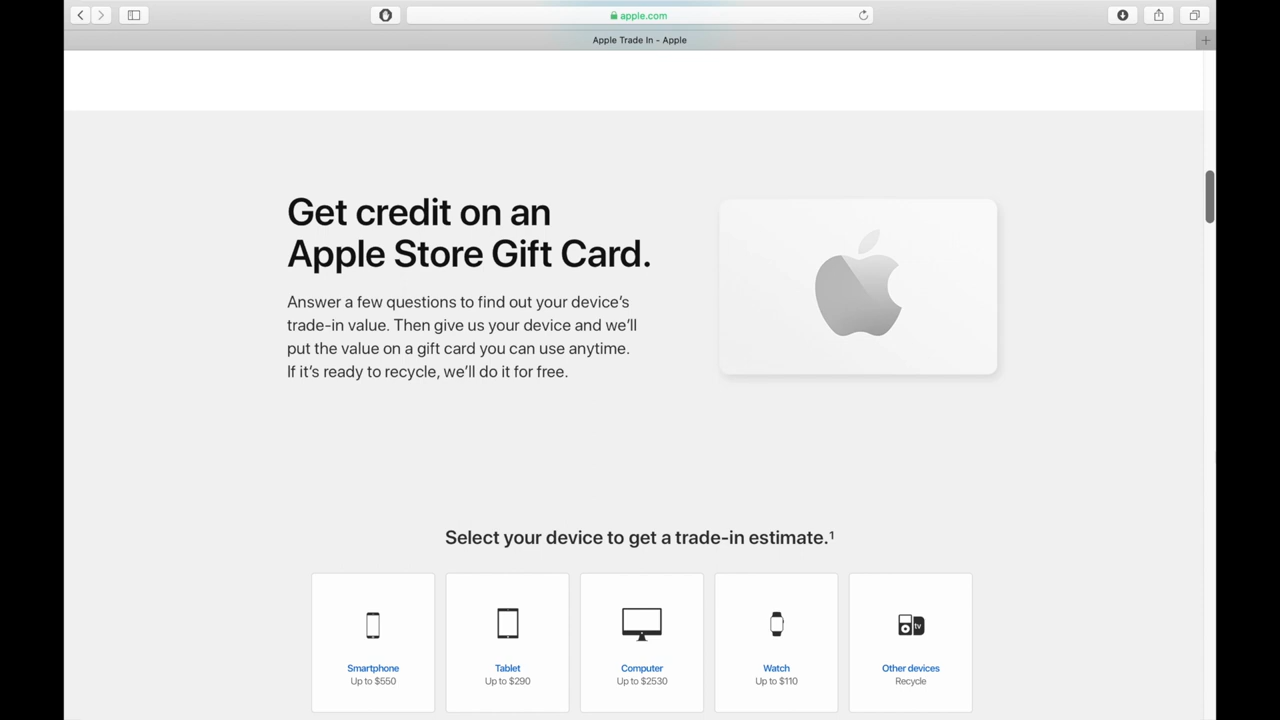 apple.com
Apple Trade In - Apple
Get credit on an
Apple Store Gift Card.
Answer a few questions to find out your device’s
trade-in value. Then give us your device and we’ll
put the value on a gift card you can use anytime.
If it’s ready to recycle, we’ll do it for free.
Select your device to get a trade-in estimate.¹
tv
Smartphone
Up to $550
Tablet
Up to $290
Computer
Up to $2530
Watch
Up to $110
Other devices
Recycle